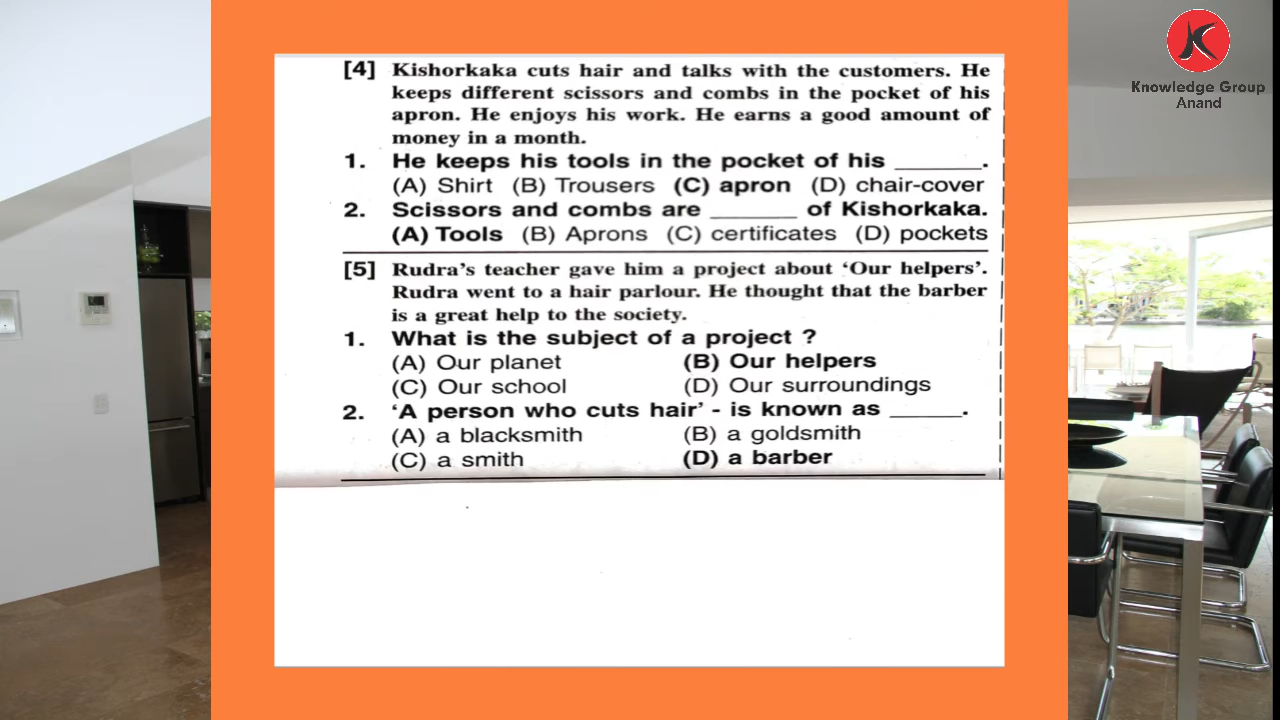 Knowledge Group
Anand
[4] Kishorkaka cuts hair and talks with the customers. He
keeps different scissors and combs in the pocket of his
apron. He enjoys his work. He earns a good amount of
money in a month.
1. He keeps his tools in the pocket of his ______.
(A) Shirt (B) Trousers (C) apron (D) chair-cover
2. Scissors and combs are ______ of Kishorkaka.
(A) Tools (B) Aprons (C) certificates (D) pockets
[5] Rudra's teacher gave him a project about 'Our helpers'.
Rudra went to a hair parlour. He thought that the barber
is a great help to the society.
1. What is the subject of a project ?
(A) Our planet (B) Our helpers
(C) Our school (D) Our surroundings
2. 'A person who cuts hair' - is known as _____.
(A) a blacksmith (B) a goldsmith
(C) a smith (D) a barber